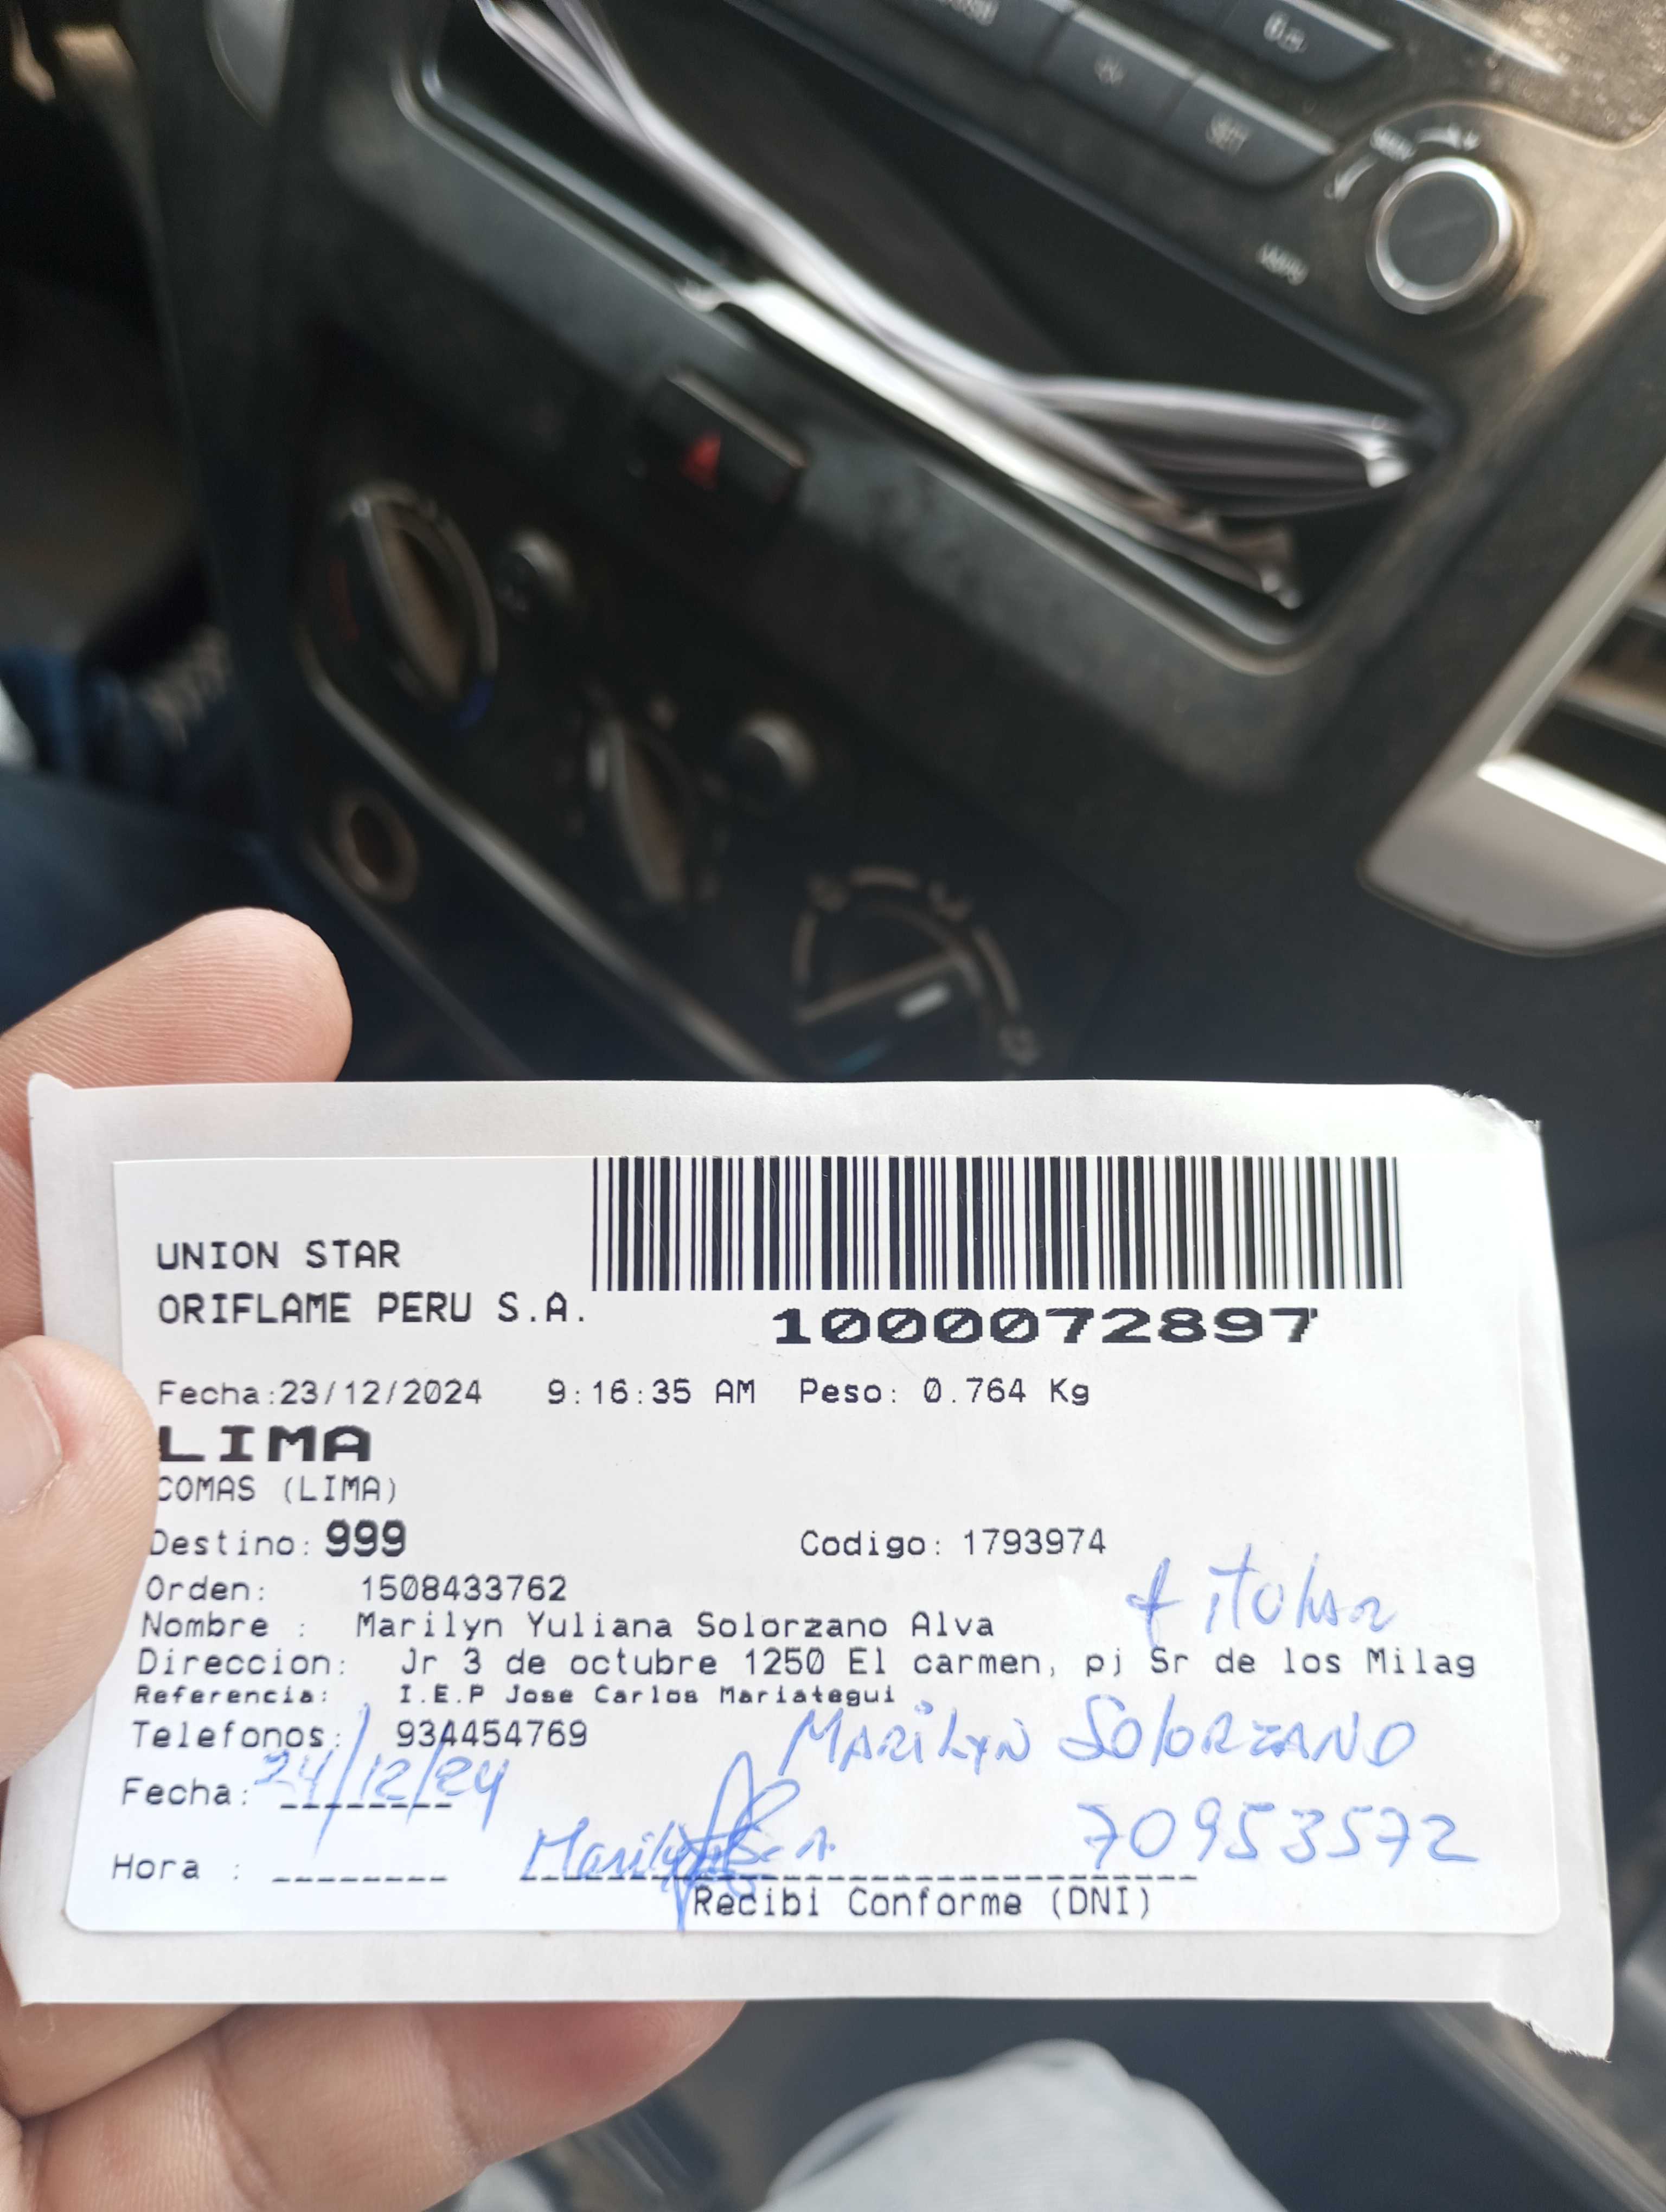 SET
UNION STAR
ORIFLAME PERU S.A.
1000072897
Fecha:23/12/2024 9:16:35 AM Peso: 0.764 Kg
LIMA
COMAS (LIMA)
Destino: 999 Codigo: 1793974
titular
Orden: 1508433762
Nombre : Marilyn Yuliana Solorzano Alva
Direccion: Jr 3 de octubre 1250 El carmen, pj Sr de los Milag
Referencia: I.E.P Jose Carlos Mariategui
Telefonos: 934454769
MARILYN SOLORZANO
Fecha: 24/12/24
70953572
Hora :
Recibi Conforme (DNI)